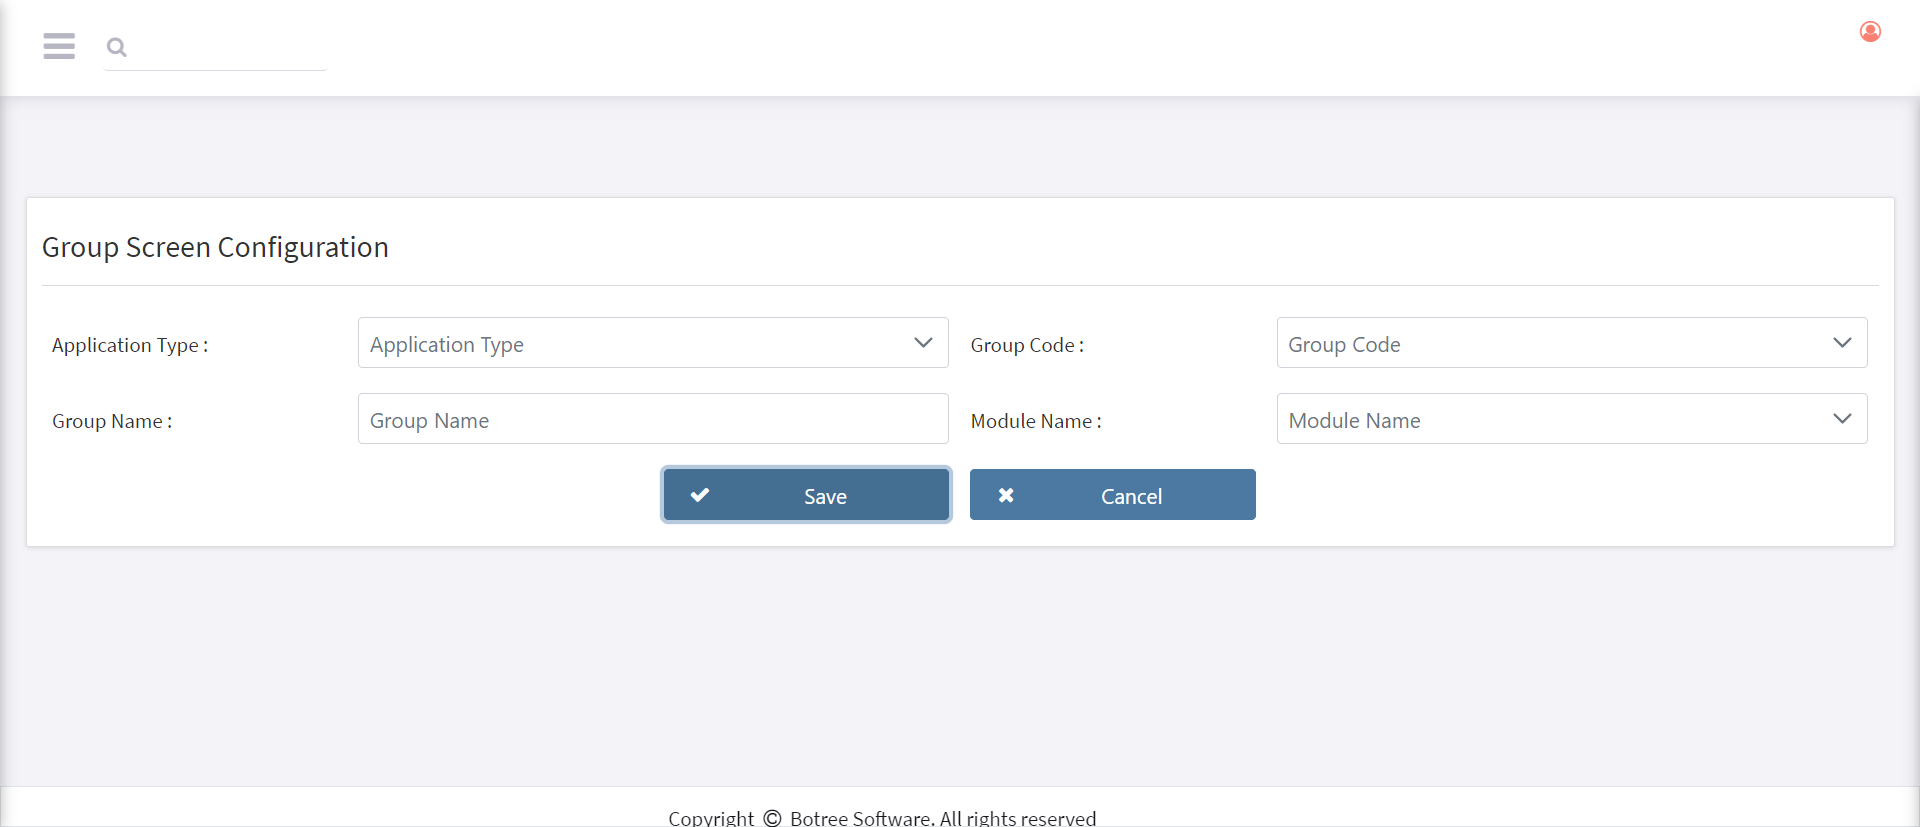 Group Screen Configuration
Application Type : Application Type Group Code : Group Code
Group Name : Group Name Module Name : Module Name
Save Cancel
Copyright © Botree Software. All rights reserved